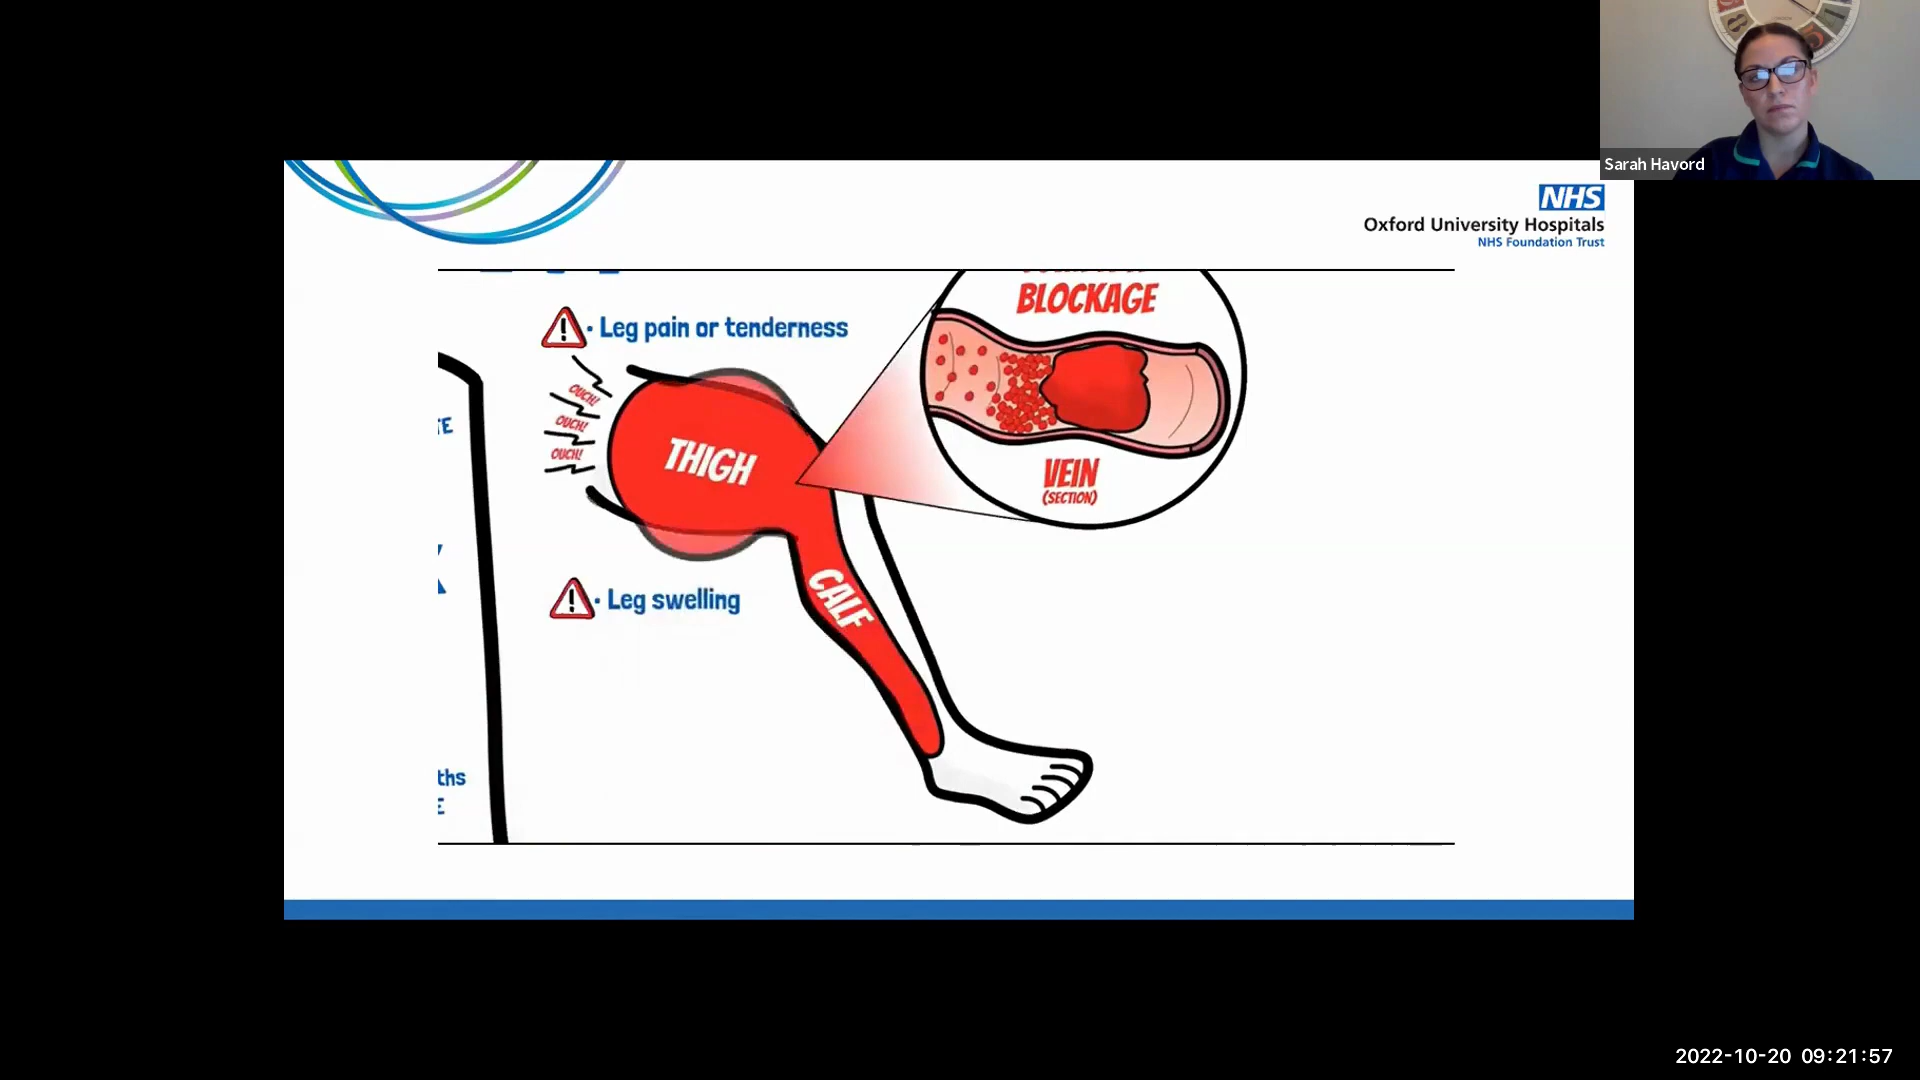 Sarah Havord
NHS
Oxford University Hospitals
NHS Foundation Trust
BLOCKAGE
Leg pain or tenderness
OUCH!
OUCH!
OUCH!
THIGH
VEIN
(SECTION)
CALF
Leg swelling
2022-10-20 09:21:57